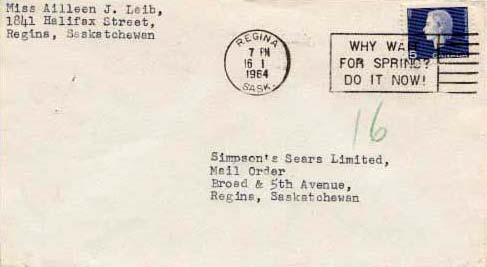 Miss Ailleen J. Leib,
1841 Halifax Street,
Regina, Saskatchewan
REGINA
7 PM
16 I
1964
SASK.
WHY WAIT
FOR SPRING?
DO IT NOW!
5
16
Simpson's Sears Limited,
Mail Order
Broad & 5th Avenue,
Regina, Saskatchewan